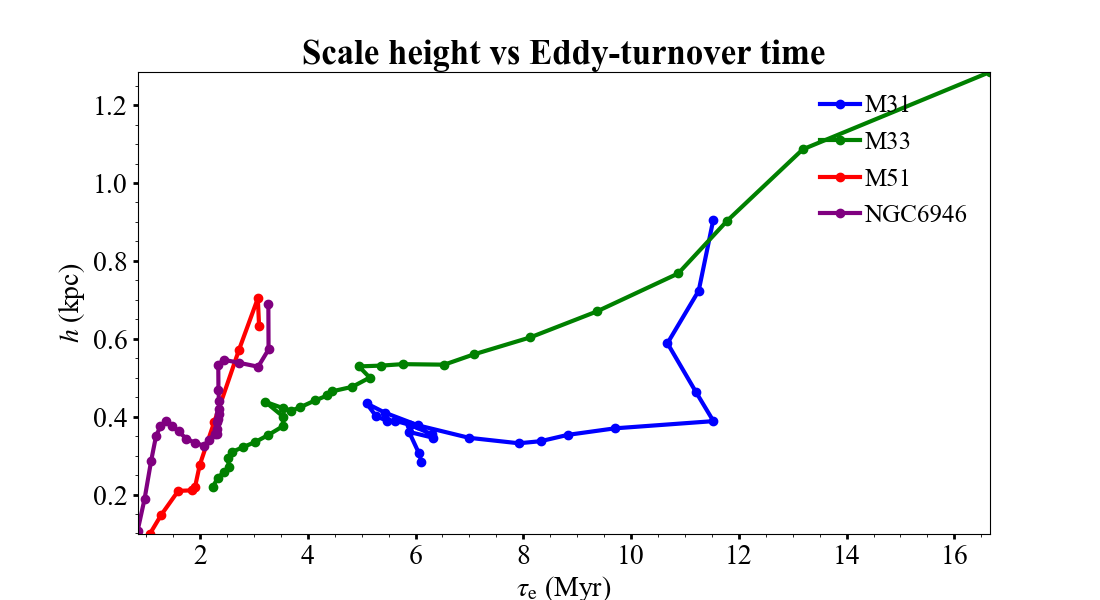 Scale height vs Eddy-turnover time
1.2
1.0
0.8
0.6
0.4
0.2
h (kpc)
M31
M33
M51
NGC6946
2 4 6 8 10 12 14 16
τe (Myr)